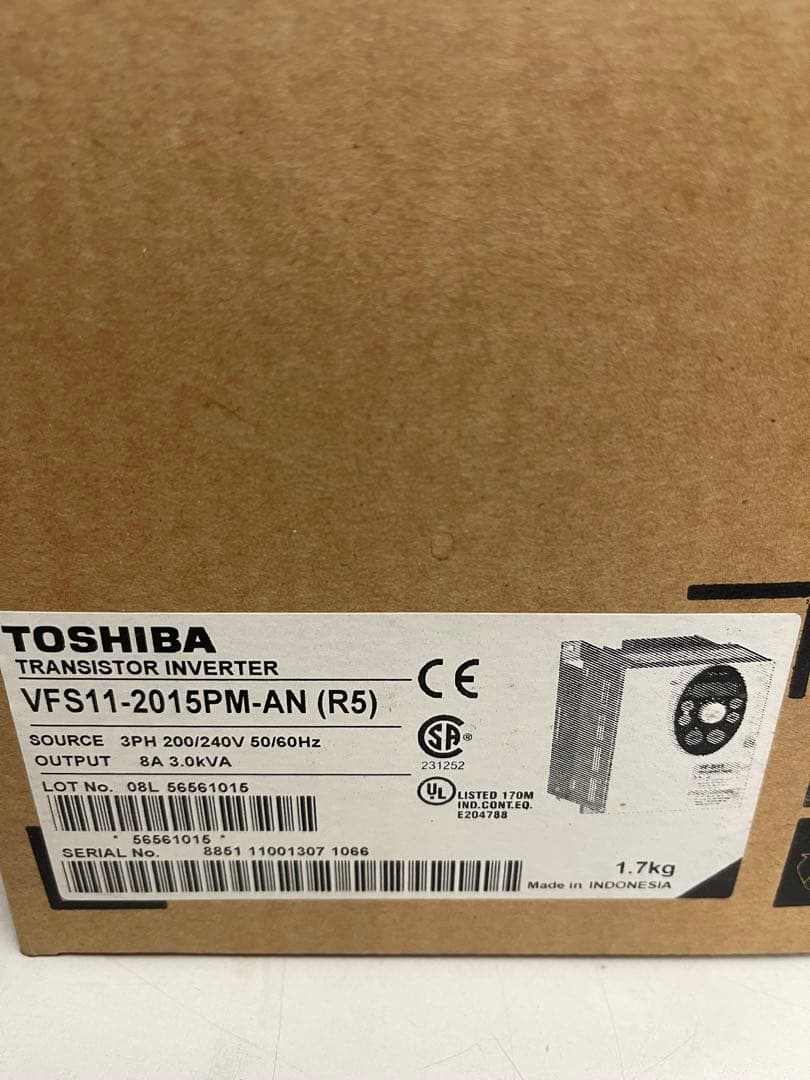 TOSHIBA
TRANSISTOR INVERTER
VFS11-2015PM-AN (R5)
SOURCE 3PH 200/240V 50/60Hz
OUTPUT 8A 3.0kVA
LOT No. 08L 56561015
* 56561015 *
SERIAL No. 8851 11001307 1066
CE
SA ®
231252
UL
LISTED 170M
IND.CONT.EQ.
E204788
1.7kg
Made in INDONESIA